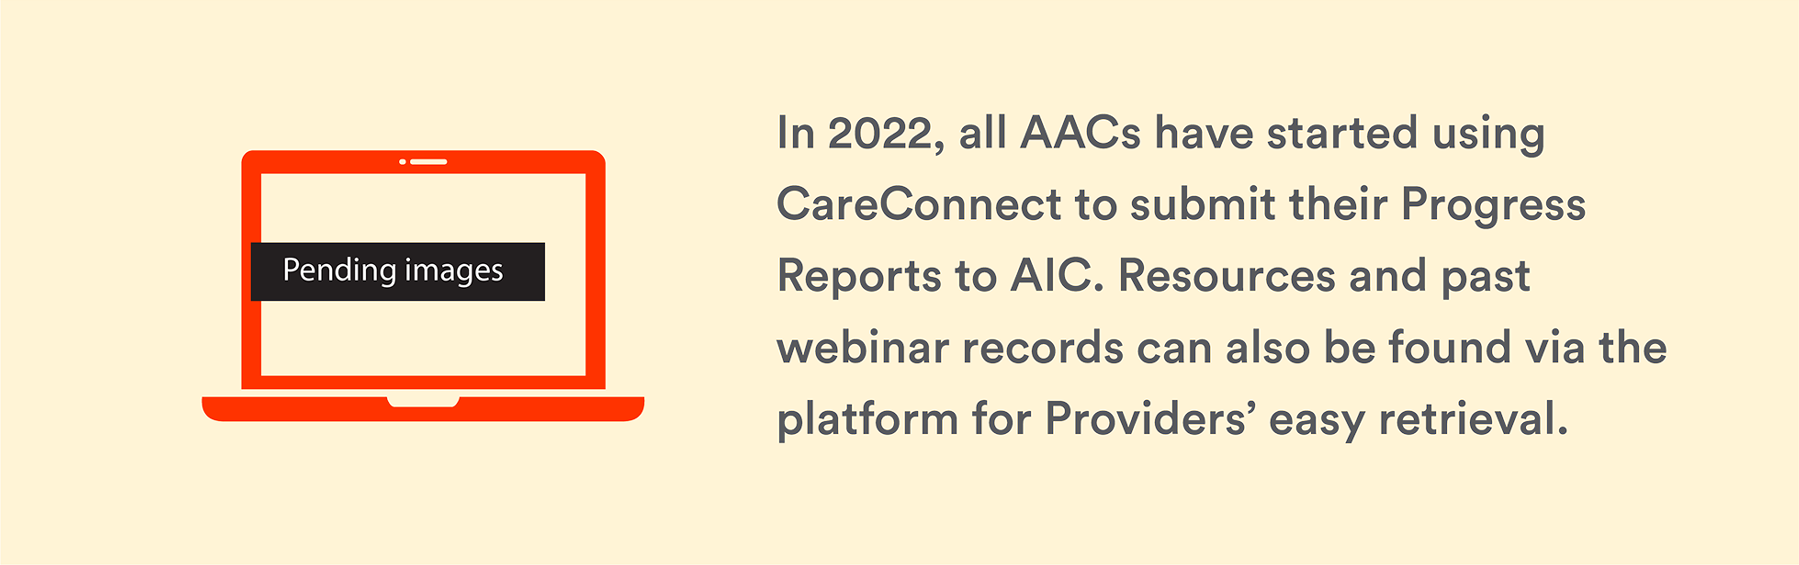 Pending images
In 2022, all AACs have started using
CareConnect to submit their Progress
Reports to AIC. Resources and past
webinar records can also be found via the
platform for Providers’ easy retrieval.